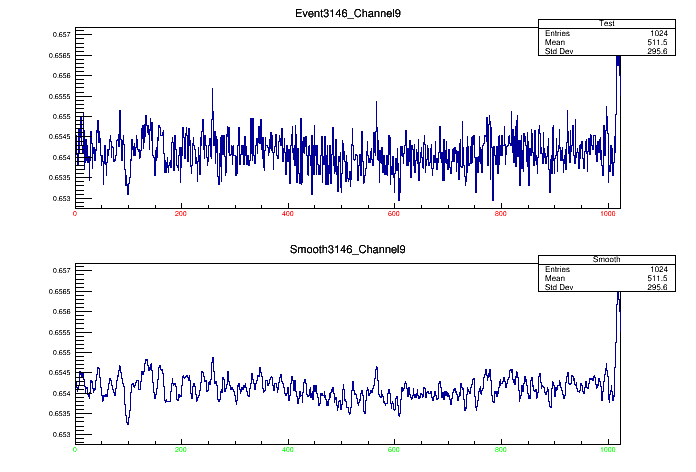 Event3146_Channel9
Test
Entries 1024
Mean 511.5
Std Dev 295.6
0.657
0.6565
0.656
0.6555
0.655
0.6545
0.654
0.6535
0.653
0 200 400 600 800 1000
Smooth3146_Channel9
Smooth
Entries 1024
Mean 511.5
Std Dev 295.6
0.657
0.6565
0.656
0.6555
0.655
0.6545
0.654
0.6535
0.653
0 200 400 600 800 1000